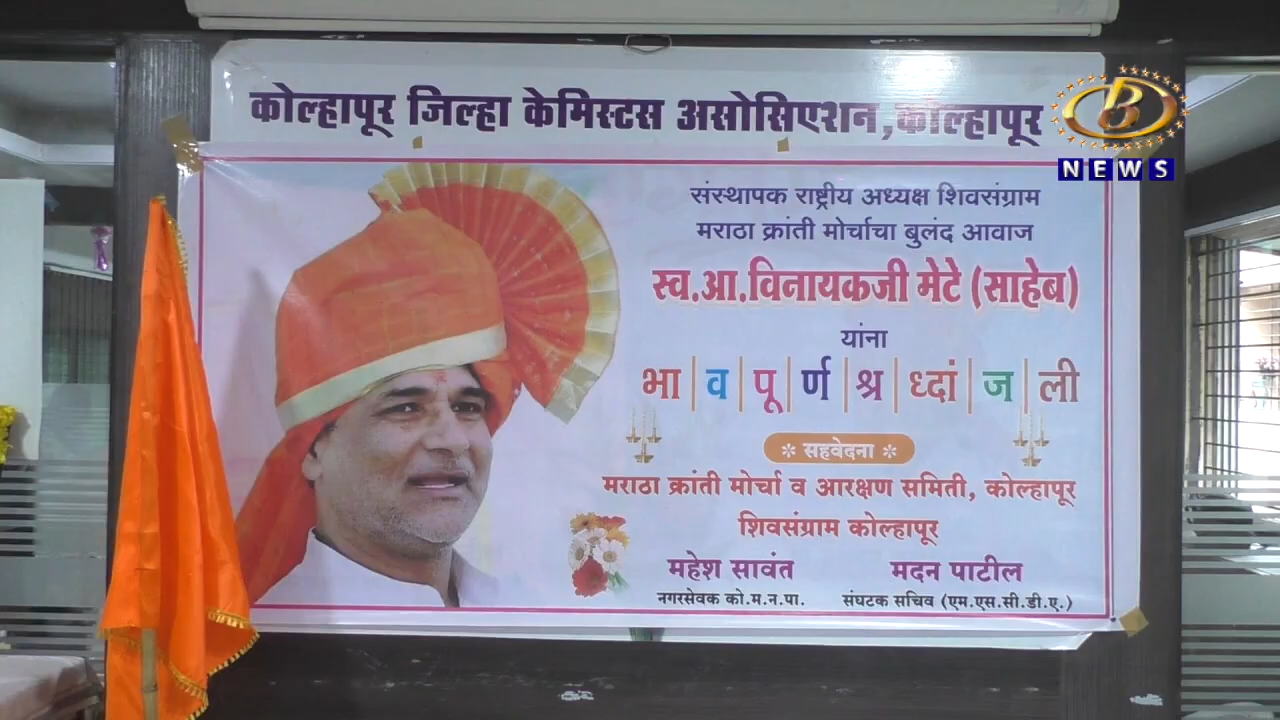 कोल्हापूर जिल्हा केमिस्टस असोसिएशन,कोल्हापूर
B
NEWS
संस्थापक राष्ट्रीय अध्यक्ष शिवसंग्राम
मराठा क्रांती मोर्चाचा बुलंद आवाज
स्व.आ.विनायकजी मेटे (साहेब)
यांना
भा|व|पू|र्ण|श्र|ध्दां|ज|ली
सहवेदना
मराठा क्रांती मोर्चा व आरक्षण समिती, कोल्हापूर
शिवसंग्राम कोल्हापूर
महेश सावंत मदन पाटील
नगरसेवक को.म.न.पा. संघटक सचिव (एम.एस.सी.डी.ए.)